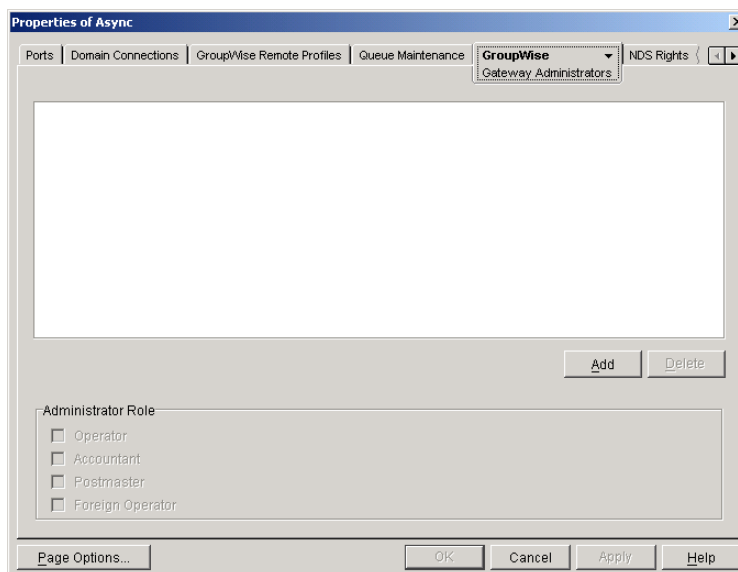 Properties of Async
Ports Domain Connections GroupWise Remote Profiles Queue Maintenance GroupWise NDS Rights
Gateway Administrators
Add Delete
Administrator Role
Operator
Accountant
Postmaster
Foreign Operator
Page Options... OK Cancel Apply Help